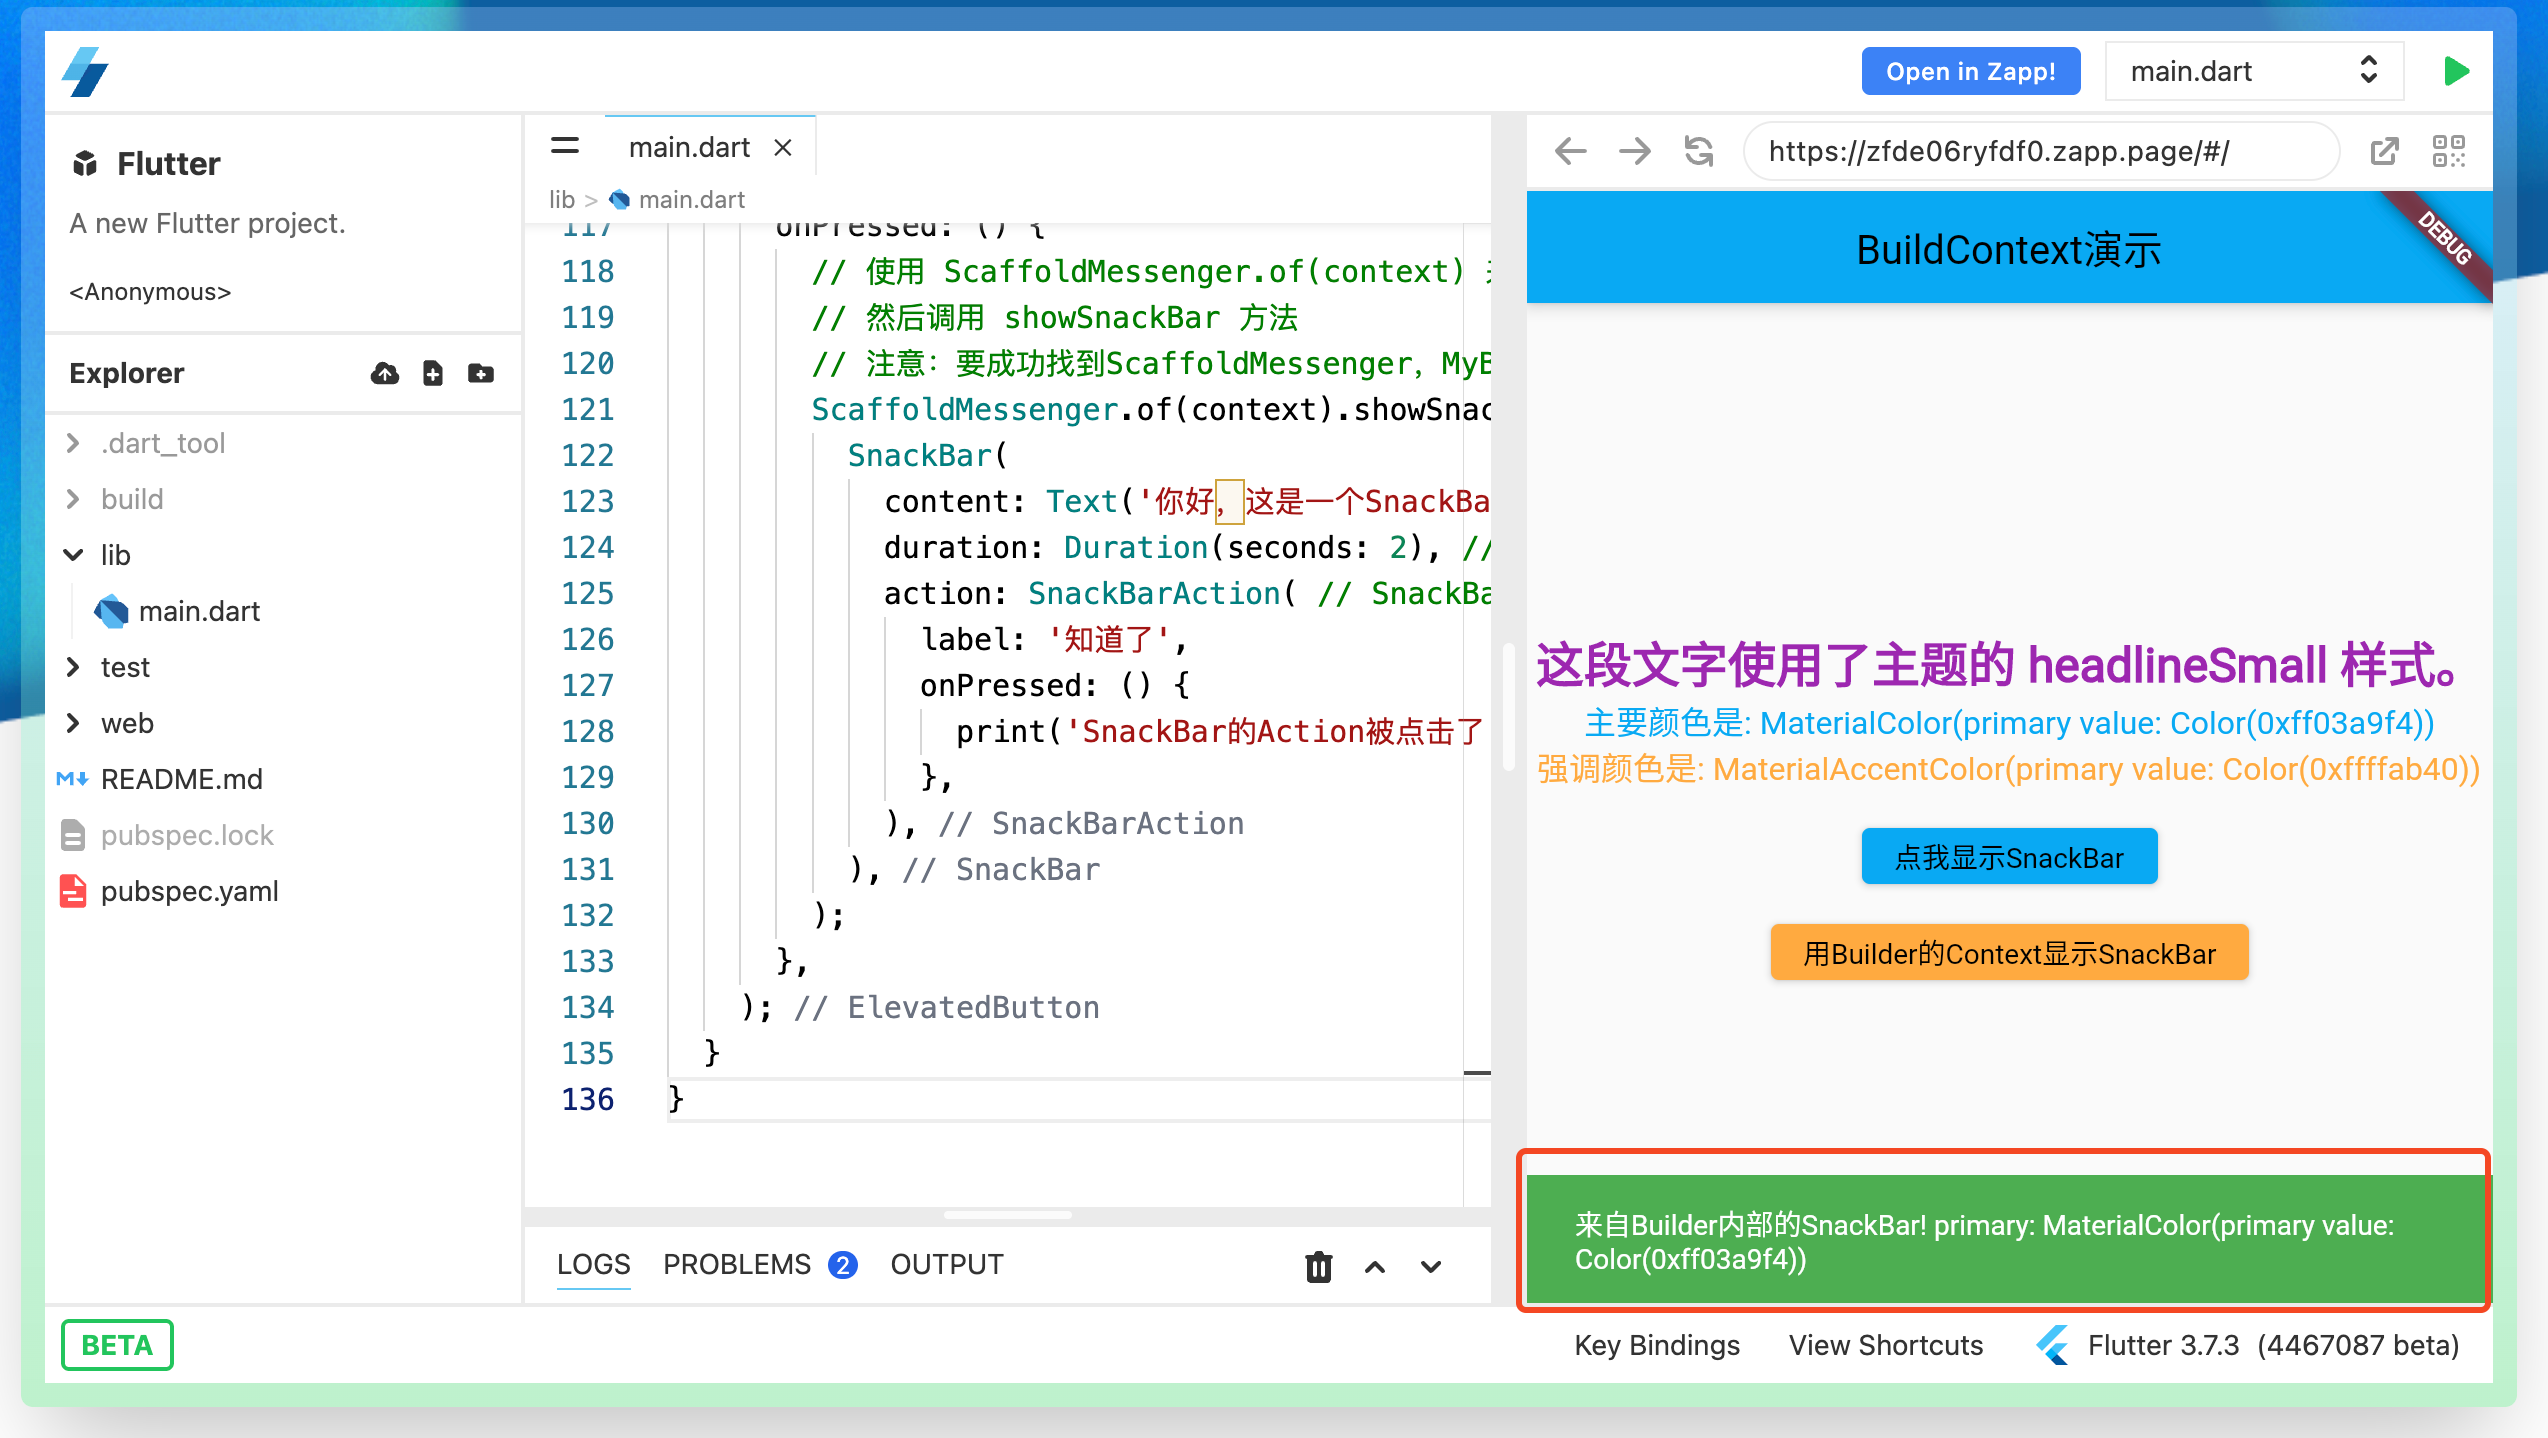 Open in Zapp!
main.dart
Flutter
A new Flutter project.
<Anonymous>
Explorer
.dart_tool
build
lib
main.dart
test
web
README.md
pubspec.lock
pubspec.yaml
main.dart
lib > main.dart
117 onPressed: () {
118 // 使用 ScaffoldMessenger.of(context)
119 // 然后调用 showSnackBar 方法
120 // 注意：要成功找到ScaffoldMessenger，MyB
121 ScaffoldMessenger.of(context).showSnac
122 SnackBar(
123 content: Text('你好，这是一个SnackBa
124 duration: Duration(seconds: 2), //
125 action: SnackBarAction( // SnackBa
126 label: '知道了',
127 onPressed: () {
128 print('SnackBar的Action被点击了
129 },
130 ), // SnackBarAction
131 ), // SnackBar
132 );
133 },
134 ); // ElevatedButton
135 }
136 }
LOGS PROBLEMS 2 OUTPUT
https://zfde06ryfdf0.zapp.page/#/
BuildContext演示
DEBUG
这段文字使用了主题的 headlineSmall 样式。
主要颜色是: MaterialColor(primary value: Color(0xff03a9f4))
强调颜色是: MaterialAccentColor(primary value: Color(0xffffab40))
点我显示SnackBar
用Builder的Context显示SnackBar
来自Builder内部的SnackBar! primary: MaterialColor(primary value:
Color(0xff03a9f4))
BETA
Key Bindings View Shortcuts Flutter 3.7.3 (4467087 beta)